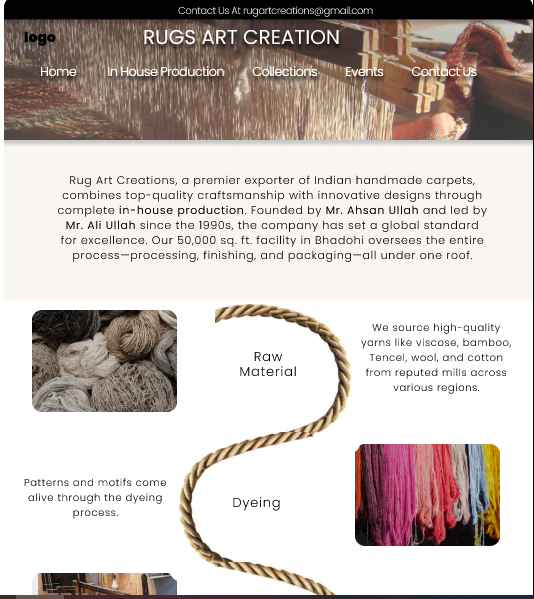 Contact Us At rugartcreations@gmail.com
logo
RUGS ART CREATION
Home
In House Production
Collections
Events
Contact Us
Rug Art Creations, a premier exporter of Indian handmade carpets,
combines top-quality craftsmanship with innovative designs through
complete in-house production. Founded by Mr. Ahsan Ullah and led by
Mr. Ali Ullah since the 1990s, the company has set a global standard
for excellence. Our 50,000 sq. ft. facility in Bhadohi oversees the entire
process—processing, finishing, and packaging—all under one roof.
Raw
Material
We source high-quality
yarns like viscose, bamboo,
Tencel, wool, and cotton
from reputed mills across
various regions.
Patterns and motifs come
alive through the dyeing
process.
Dyeing